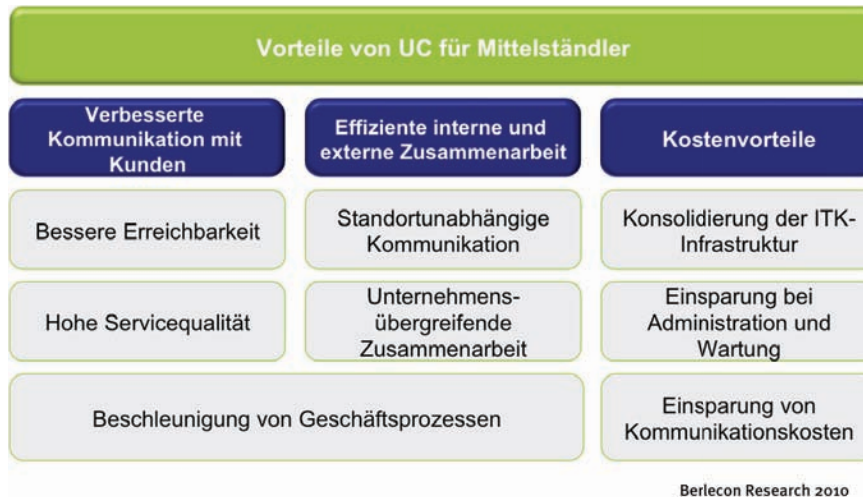 Vorteile von UC für Mittelständler
Verbesserte
Kommunikation mit
Kunden
Effiziente interne und
externe Zusammenarbeit
Kostenvorteile
Bessere Erreichbarkeit
Standortunabhängige
Kommunikation
Konsolidierung der ITK-
Infrastruktur
Hohe Servicequalität
Unternehmens-
übergreifende
Zusammenarbeit
Einsparung bei
Administration und
Wartung
Beschleunigung von Geschäftsprozessen
Einsparung von
Kommunikationskosten
Berlecon Research 2010